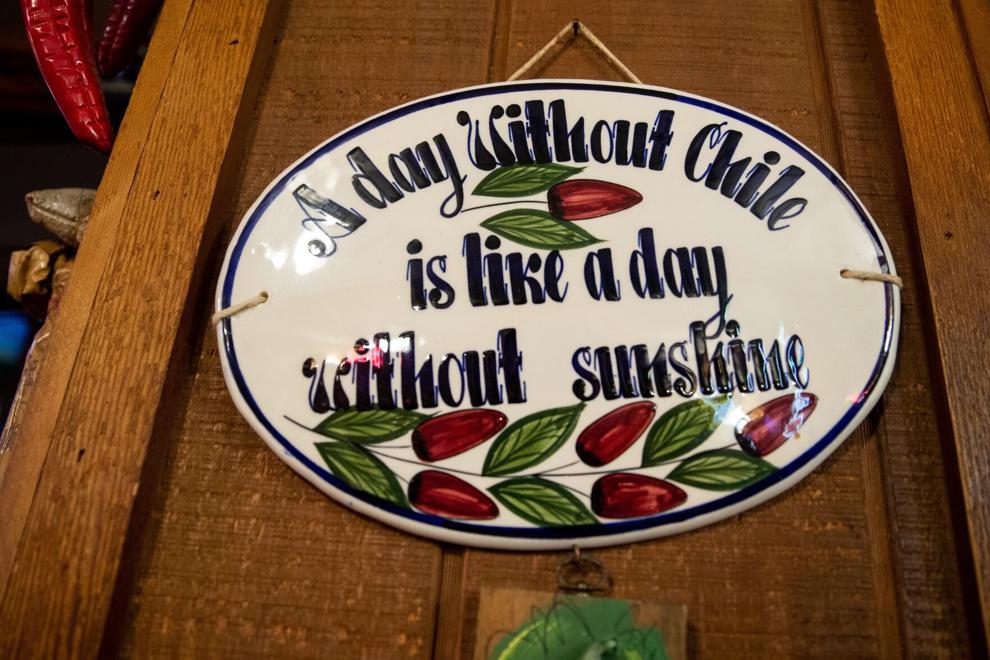 A day without Chile
is like a day
without sunshine